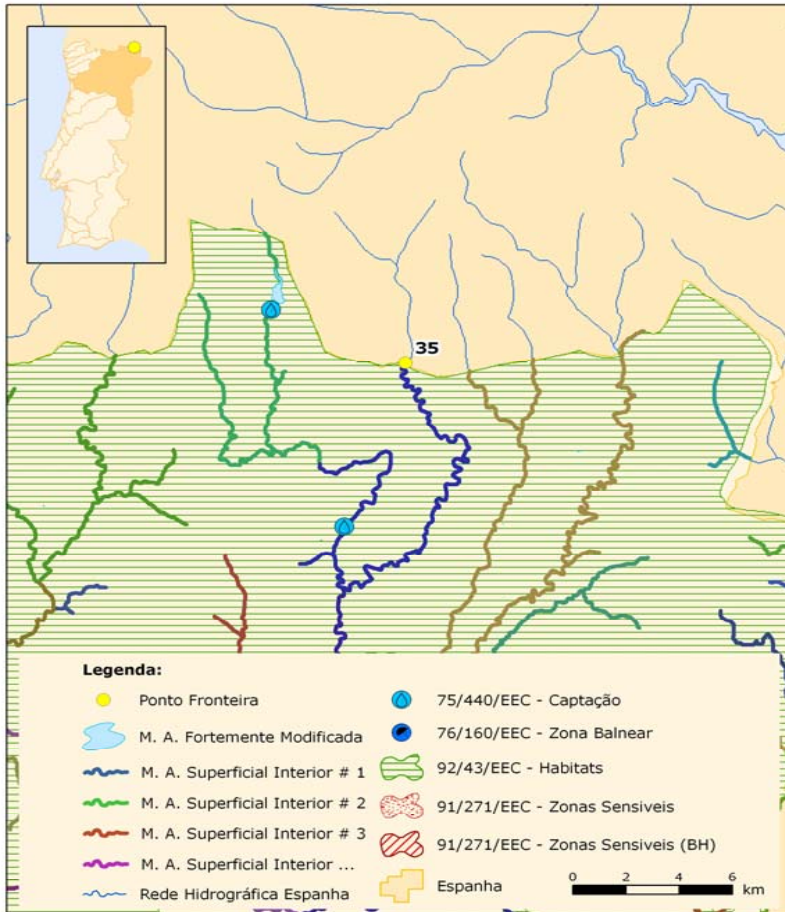 35
Legenda:
Ponto Fronteira
M. A. Fortemente Modificada
M. A. Superficial Interior # 1
M. A. Superficial Interior # 2
M. A. Superficial Interior # 3
M. A. Superficial Interior ...
Rede Hidrográfica Espanha
75/440/EEC - Captação
76/160/EEC - Zona Balnear
92/43/EEC - Habitats
91/271/EEC - Zonas Sensiveis
91/271/EEC - Zonas Sensiveis (BH)
Espanha
0 2 4 6
km